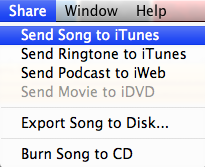 Share Window Help
Send Song to iTunes
Send Ringtone to iTunes
Send Podcast to iWeb
Send Movie to iDVD
Export Song to Disk...
Burn Song to CD